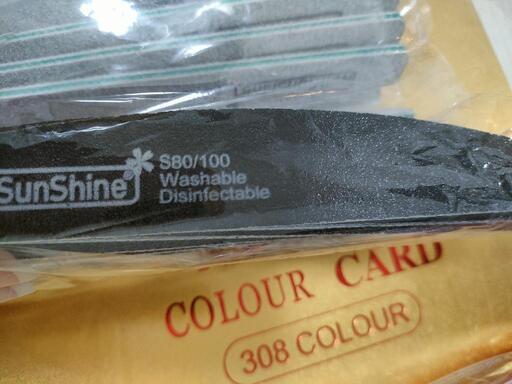 SunShine
S80/100
Washable
Disinfectable
COLOUR CARD
308 COLOUR